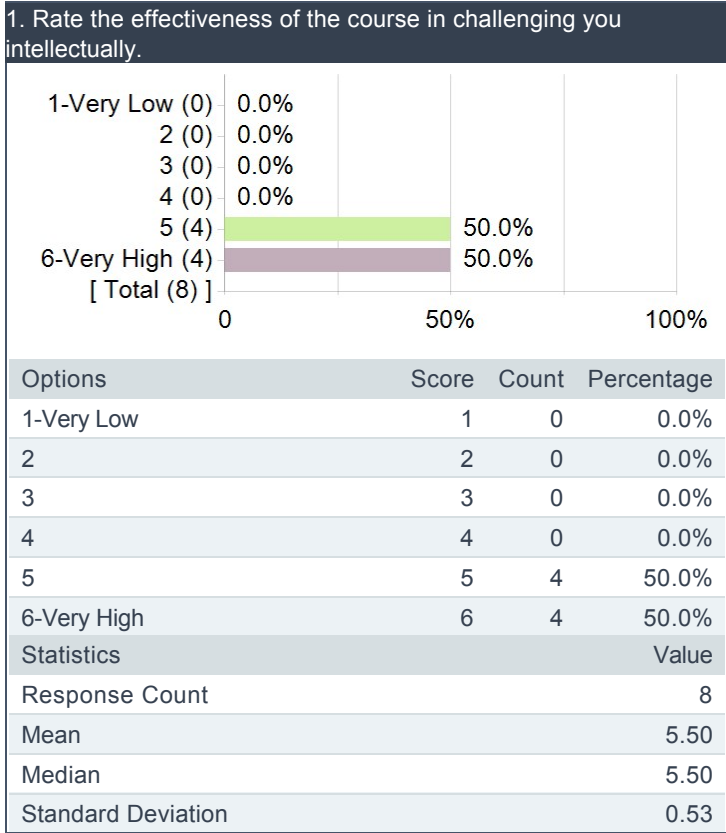 1. Rate the effectiveness of the course in challenging you
intellectually.
1-Very Low (0) 0.0%
2 (0) 0.0%
3 (0) 0.0%
4 (0) 0.0%
5 (4) 50.0%
6-Very High (4) 50.0%
[ Total (8) ]
0 50% 100%
Options Score Count Percentage
1-Very Low 1 0 0.0%
2 2 0 0.0%
3 3 0 0.0%
4 4 0 0.0%
5 5 4 50.0%
6-Very High 6 4 50.0%
Statistics Value
Response Count 8
Mean 5.50
Median 5.50
Standard Deviation 0.53